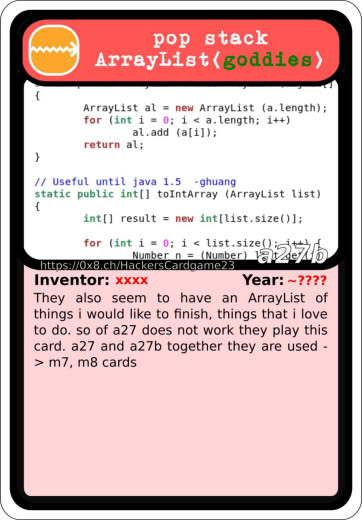 pop stack
ArrayList(goddies)
{
ArrayList al = new ArrayList (a.length);
for (int i = 0; i < a.length; i++)
al.add (a[i]);
return al;
}
// Useful until java 1.5 -ghuang
static public int[] toIntArray (ArrayList list)
{
int[] result = new int[list.size()];
for (int i = 0; i < list.size(); i++) {
Number n = (Number)
a27b
https://0x8.ch/HackersCardgame23
Inventor: xxxx Year: ~????
They also seem to have an ArrayList of
things i would like to finish, things that i love
to do. so of a27 does not work they play this
card. a27 and a27b together they are used -
> m7, m8 cards